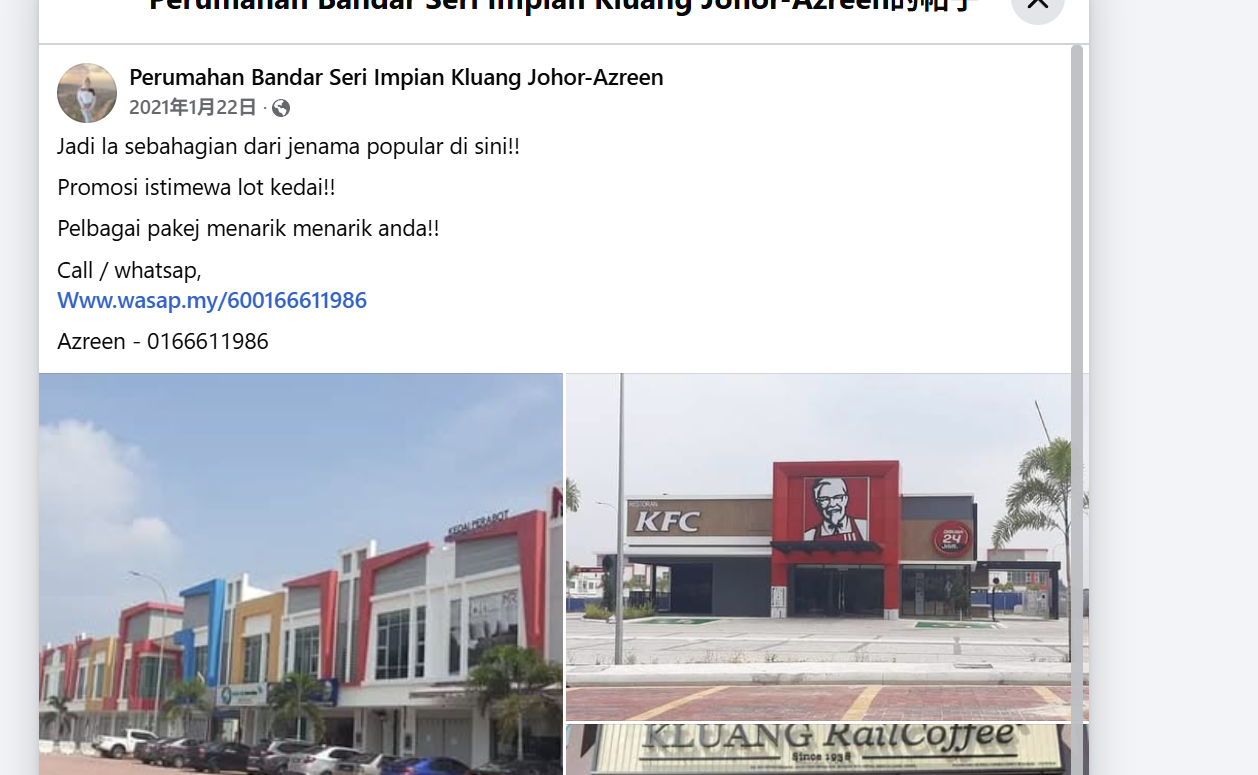 Perumahan Bandar Seri Impian Kluang Johor-Azreen的帖子
Perumahan Bandar Seri Impian Kluang Johor-Azreen
2021年1月22日 ·
Jadi la sebahagian dari jenama popular di sini!!
Promosi istimewa lot kedai!!
Pelbagai pakej menarik menarik anda!!
Call / whatsap,
Www.wasap.my/600166611986
Azreen - 0166611986
KEDAI PERABOT
RESTORAN
KFC
24
JAM
KLUANG RailCoffee
Since 1938